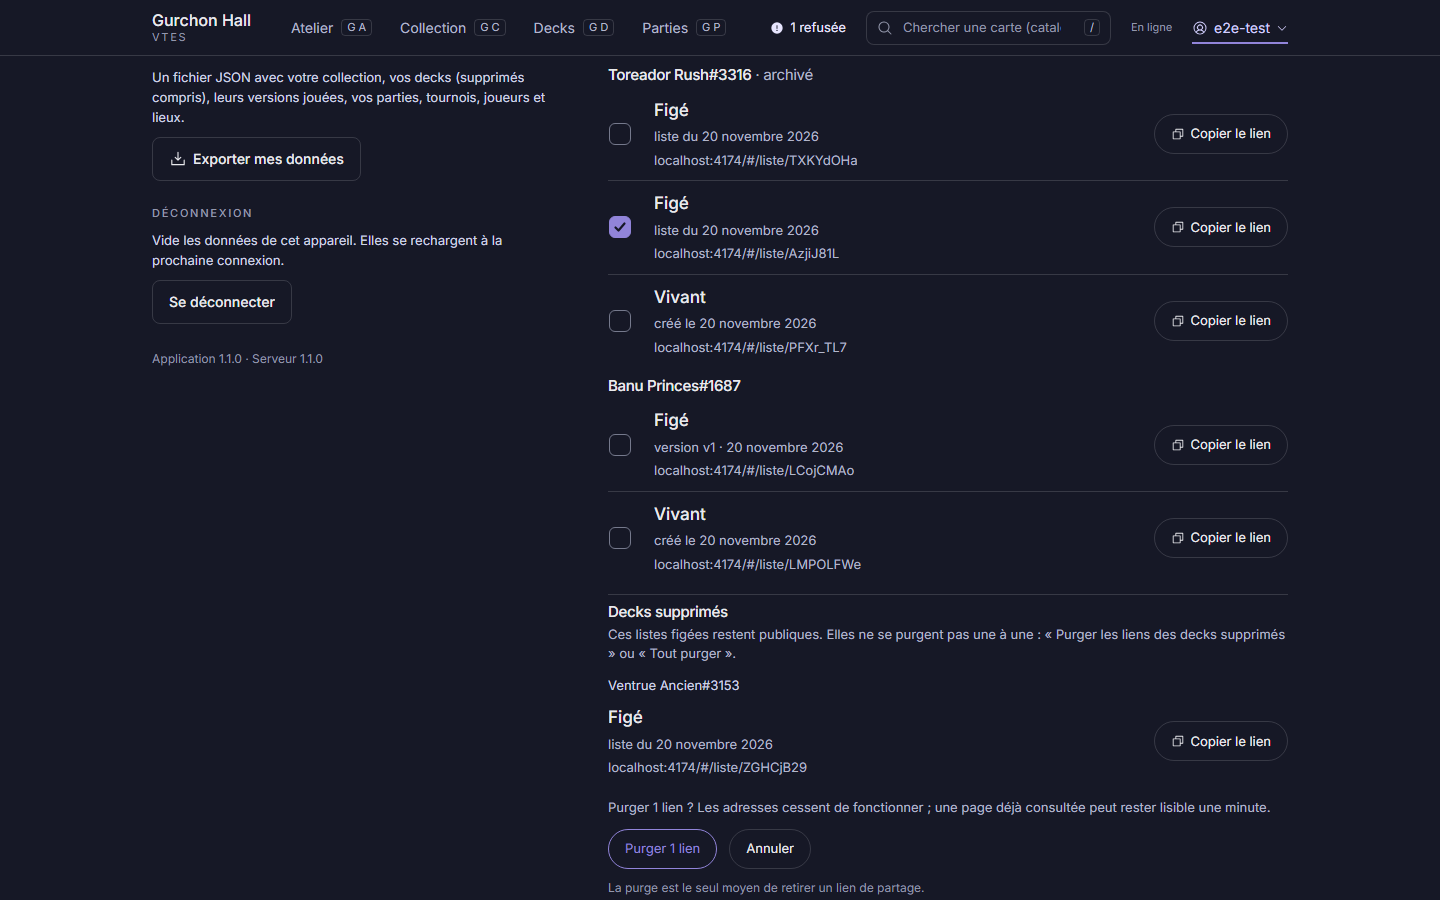 Gurchon Hall
VTES
Atelier G A
Collection G C
Decks G D
Parties G P
1 refusée
Chercher une carte (catal /
En ligne
e2e-test
Un fichier JSON avec votre collection, vos decks (supprimés
compris), leurs versions jouées, vos parties, tournois, joueurs et
lieux.
Exporter mes données
DÉCONNEXION
Vide les données de cet appareil. Elles se rechargent à la
prochaine connexion.
Se déconnecter
Application 1.1.0 · Serveur 1.1.0
Toreador Rush#3316 · archivé
Figé
liste du 20 novembre 2026
localhost:4174/#/liste/TXKYdOHa
Copier le lien
Figé
liste du 20 novembre 2026
localhost:4174/#/liste/AzjiJ81L
Copier le lien
Vivant
créé le 20 novembre 2026
localhost:4174/#/liste/PFXr_TL7
Copier le lien
Banu Princes#1687
Figé
version v1 · 20 novembre 2026
localhost:4174/#/liste/LCojCMAo
Copier le lien
Vivant
créé le 20 novembre 2026
localhost:4174/#/liste/LMPOLFWe
Copier le lien
Decks supprimés
Ces listes figées restent publiques. Elles ne se purgent pas une à une : « Purger les liens des decks supprimés
» ou « Tout purger ».
Ventrue Ancien#3153
Figé
liste du 20 novembre 2026
localhost:4174/#/liste/ZGHCjB29
Copier le lien
Purger 1 lien ? Les adresses cessent de fonctionner ; une page déjà consultée peut rester lisible une minute.
Purger 1 lien
Annuler
La purge est le seul moyen de retirer un lien de partage.